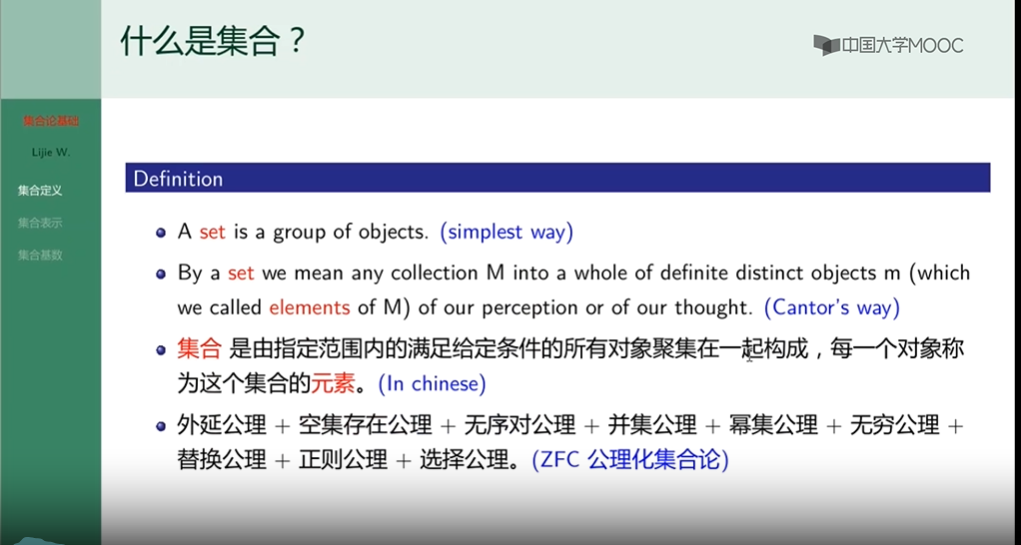 什么是集合？
中国大学MOOC
集合论基础
Lijie W.
集合定义
集合表示
集合基数
Definition
A set is a group of objects. (simplest way)
By a set we mean any collection M into a whole of definite distinct objects m (which
we called elements of M) of our perception or of our thought. (Cantor's way)
集合 是由指定范围内的满足给定条件的所有对象聚集在一起构成，每一个对象称
为这个集合的元素。(In chinese)
外延公理 + 空集存在公理 + 无序对公理 + 并集公理 + 幂集公理 + 无穷公理 +
替换公理 + 正则公理 + 选择公理。(ZFC 公理化集合论)